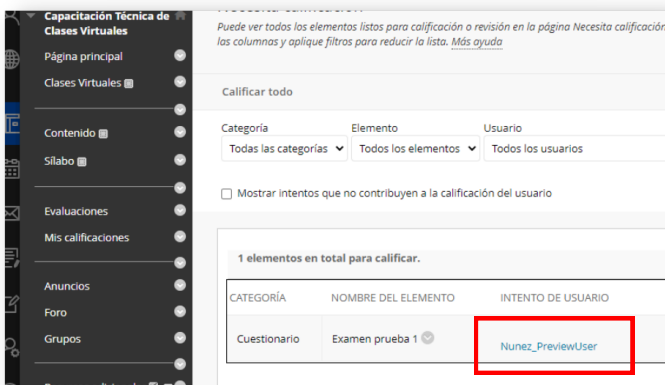 Capacitación Técnica de
Clases Virtuales
Página principal
Clases Virtuales
Contenido
Sílabo
Evaluaciones
Mis calificaciones
Anuncios
Foro
Grupos
Puede ver todos los elementos listos para calificación o revisión en la página Necesita calificación
las columnas y aplique filtros para reducir la lista. Más ayuda
Calificar todo
Categoría Elemento Usuario
Todas las categorías Todos los elementos Todos los usuarios
Mostrar intentos que no contribuyen a la calificación del usuario
1 elementos en total para calificar.
CATEGORÍA NOMBRE DEL ELEMENTO INTENTO DE USUARIO
Cuestionario Examen prueba 1 Nunez_PreviewUser